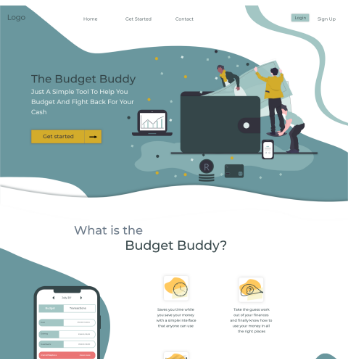 Logo
Home
Get Started
Contact
Login
Sign Up
The Budget Buddy
Just A Simple Tool To Help You
Budget And Fight Back For Your
Cash
Get started
What is the
Budget Buddy?
Saves you time while
you save your money
with a simple interface
that anyone can use
Take the guess work
out of your finances
and finally know how to
use your money in all
the right places